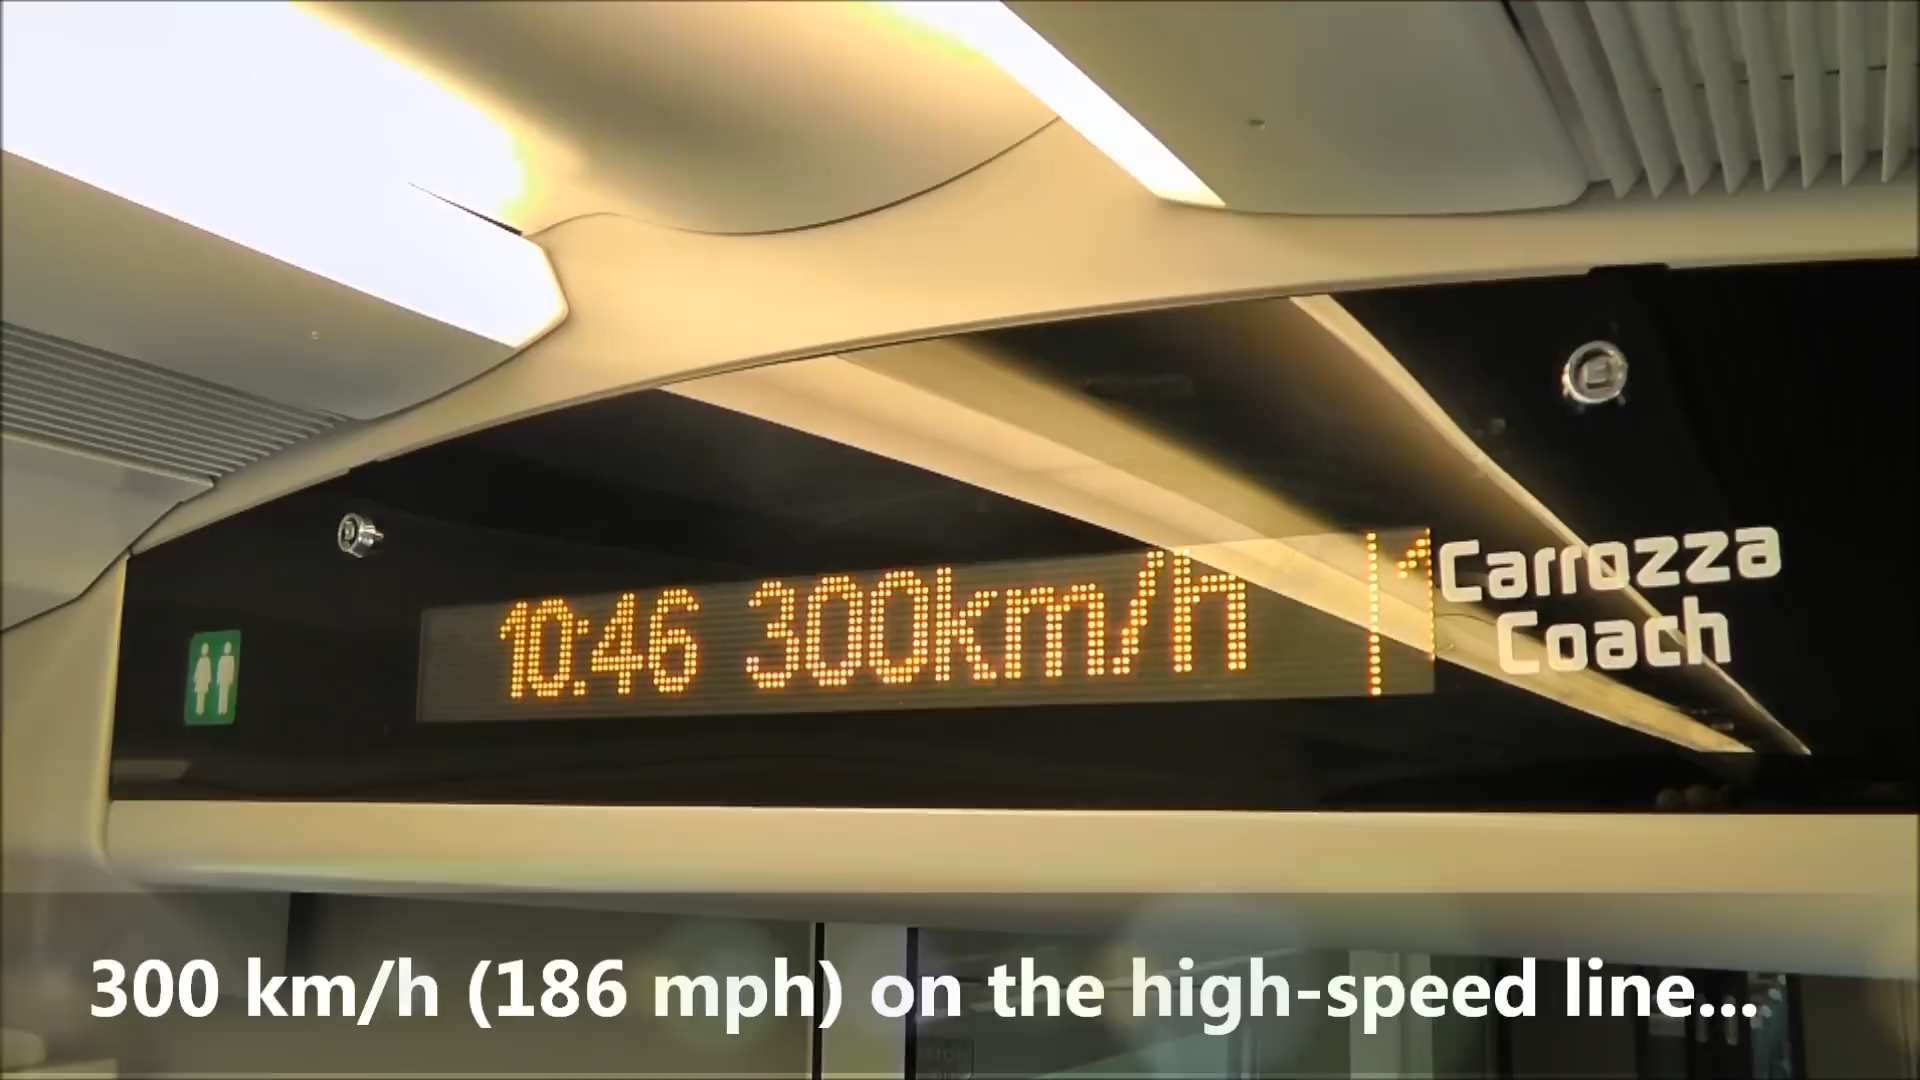 10:46 300km/h 1
Carrozza
Coach
300 km/h (186 mph) on the high-speed line...